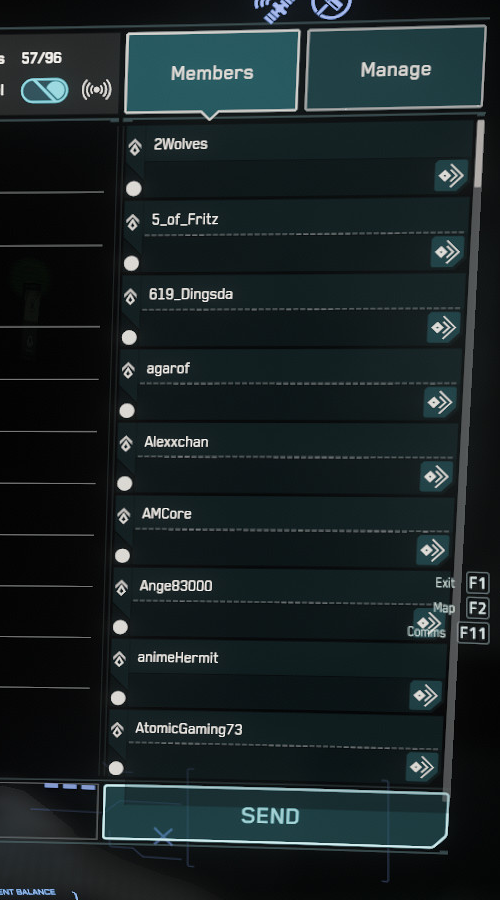 57/96
Members
Manage
2Wolves
5_of_Fritz
619_Dingsda
agarof
Alexxchan
AMCore
Ange83000
Exit F1
Map F2
Comms F11
animeHermit
AtomicGaming73
SEND
ENT BALANCE